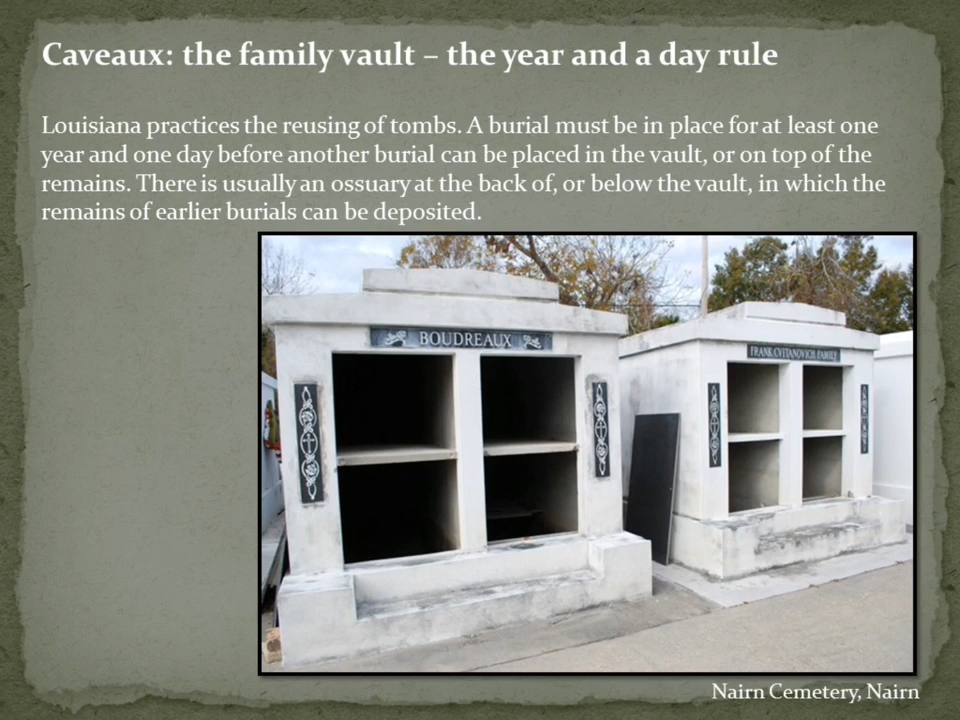 Caveaux: the family vault – the year and a day rule
Louisiana practices the reusing of tombs. A burial must be in place for at least one
year and one day before another burial can be placed in the vault, or on top of the
remains. There is usually an ossuary at the back of, or below the vault, in which the
remains of earlier burials can be deposited.
BOUDREAUX
FRANK CVITANOVICH FAMILY
Nairn Cemetery, Nairn